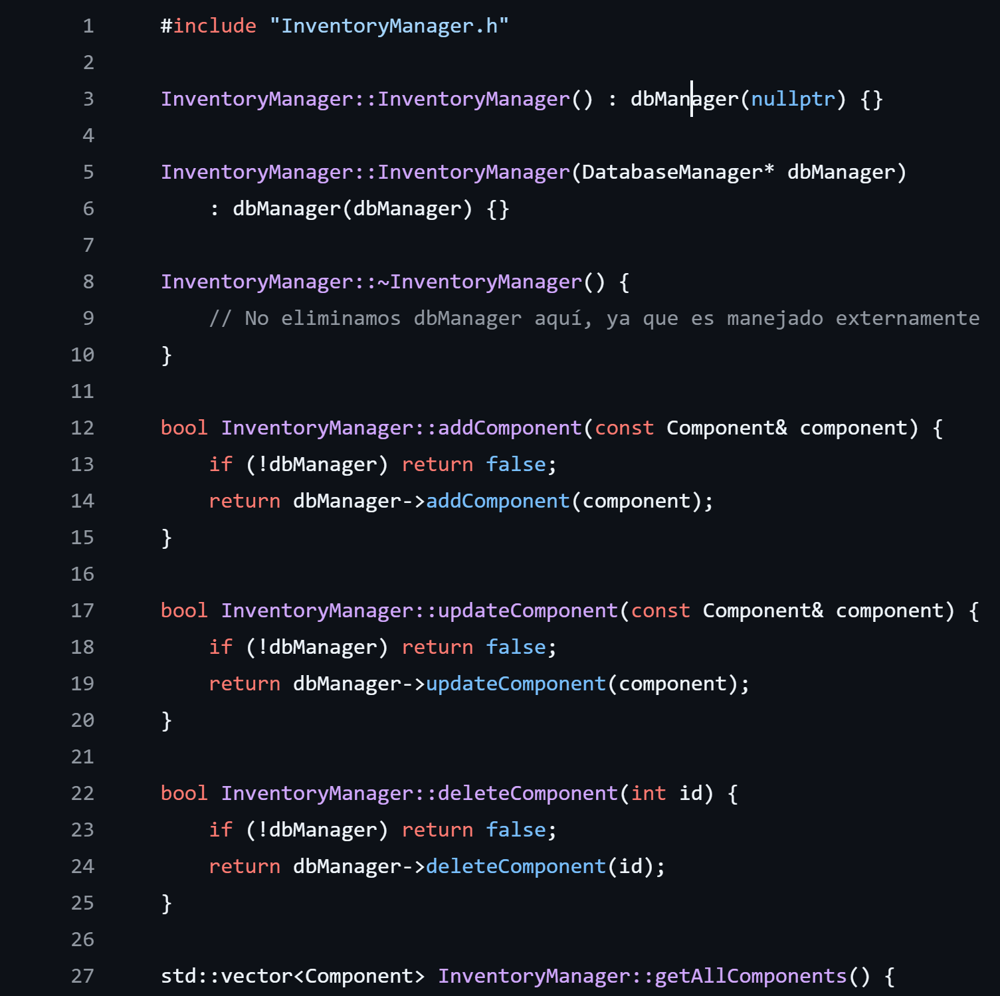 1 #include "InventoryManager.h"
2
3 InventoryManager::InventoryManager() : dbManager(nullptr) {}
4
5 InventoryManager::InventoryManager(DatabaseManager* dbManager)
6     : dbManager(dbManager) {}
7
8 InventoryManager::~InventoryManager() {
9     // No eliminamos dbManager aquí, ya que es manejado externamente
10 }
11
12 bool InventoryManager::addComponent(const Component& component) {
13     if (!dbManager) return false;
14     return dbManager->addComponent(component);
15 }
16
17 bool InventoryManager::updateComponent(const Component& component) {
18     if (!dbManager) return false;
19     return dbManager->updateComponent(component);
20 }
21
22 bool InventoryManager::deleteComponent(int id) {
23     if (!dbManager) return false;
24     return dbManager->deleteComponent(id);
25 }
26
27 std::vector<Component> InventoryManager::getAllComponents() {